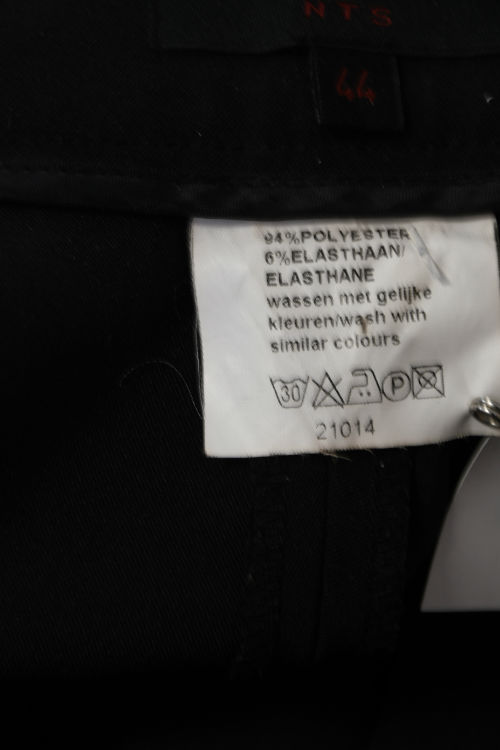 NTS
44
94%POLYESTER
6%ELASTHAAN/
ELASTHANE
wassen met gelijke
kleuren/wash with
similar colours
30 P
21014